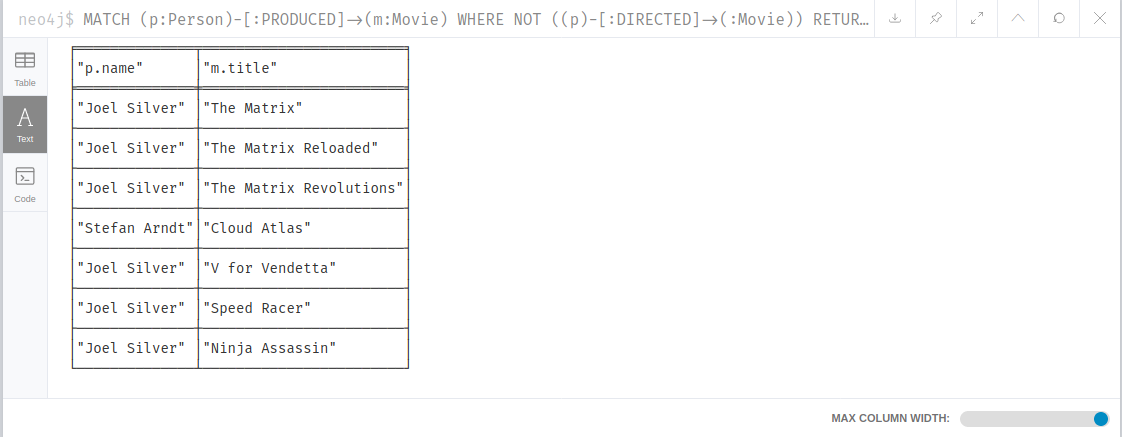 neo4j$ MATCH (p:Person)-[:PRODUCED]→(m:Movie) WHERE NOT ((p)-[:DIRECTED]→(:Movie)) RETUR…
Table
Text
Code
"p.name" "m.title"
"Joel Silver" "The Matrix"
"Joel Silver" "The Matrix Reloaded"
"Joel Silver" "The Matrix Revolutions"
"Stefan Arndt" "Cloud Atlas"
"Joel Silver" "V for Vendetta"
"Joel Silver" "Speed Racer"
"Joel Silver" "Ninja Assassin"
MAX COLUMN WIDTH: